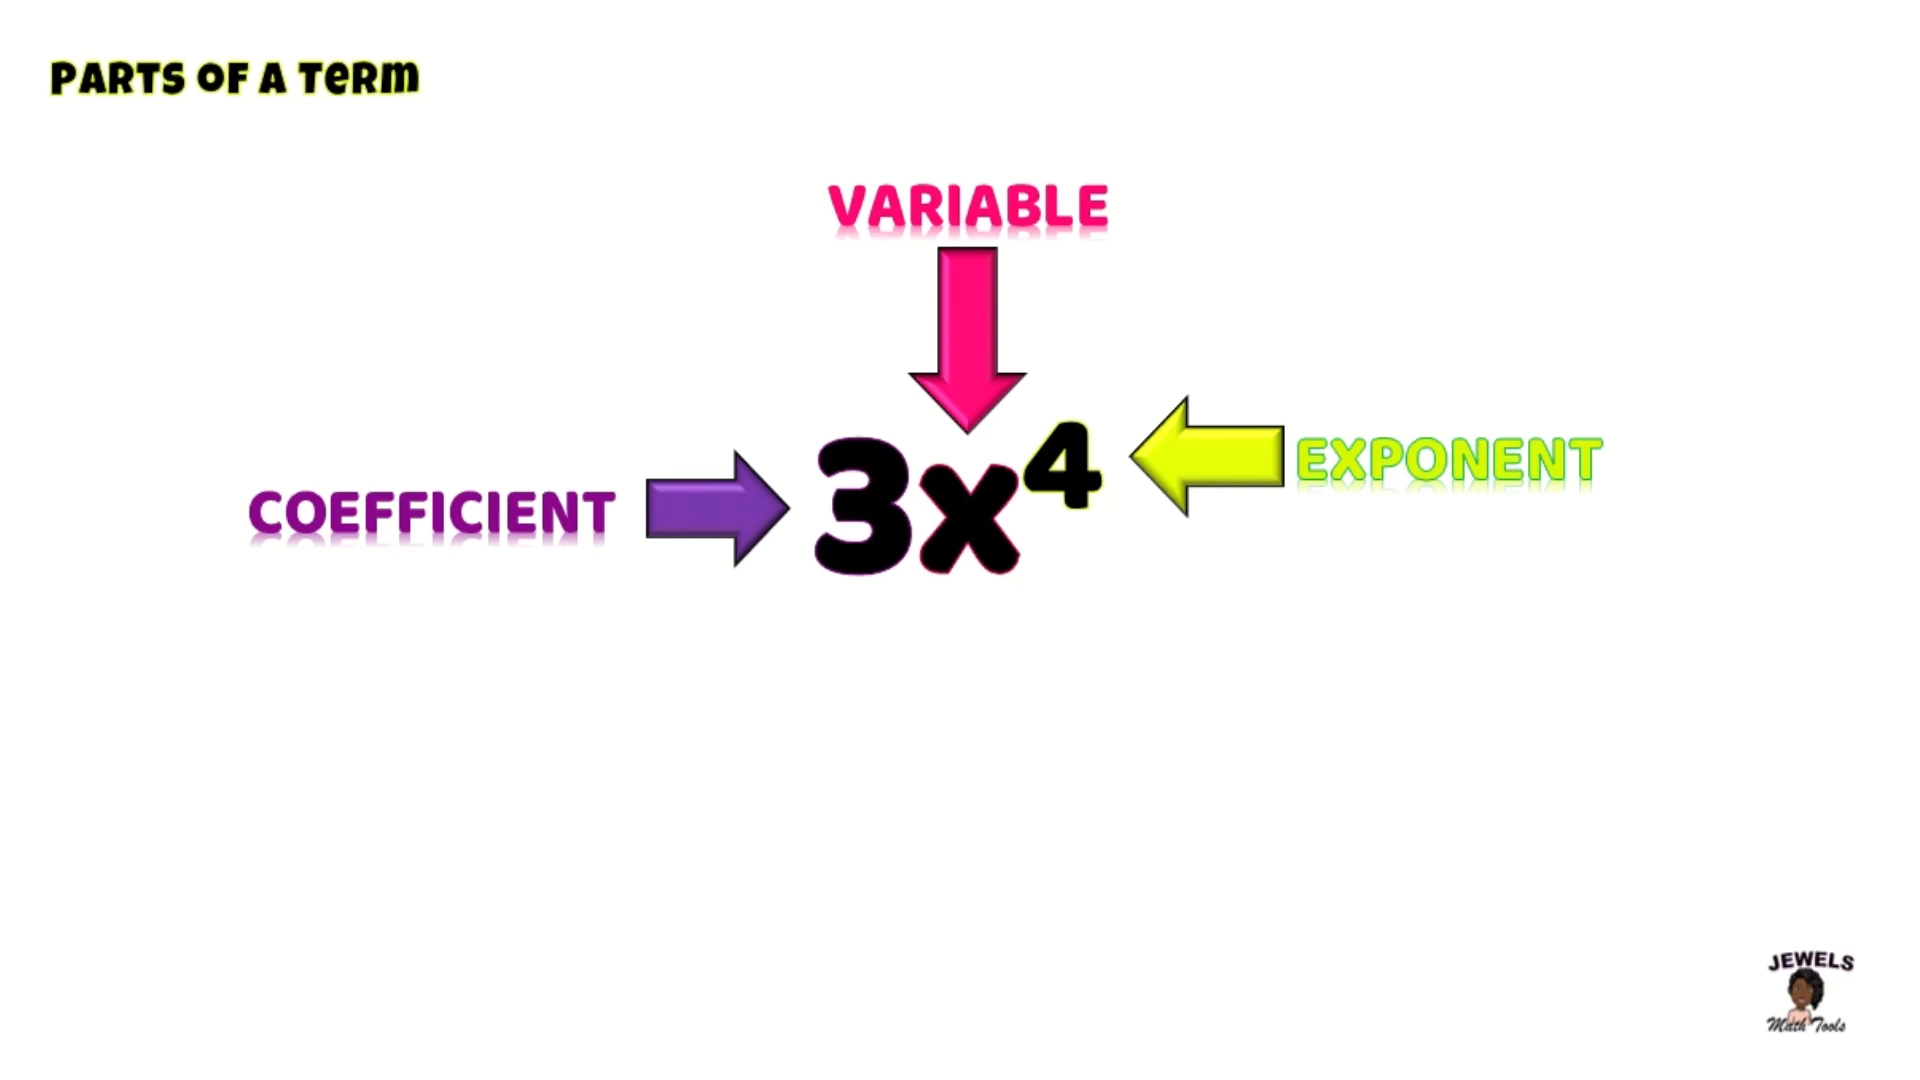 PARTS OF A TERM
VARIABLE
COEFFICIENT
3x⁴
EXPONENT
JEWELS
Math Tools